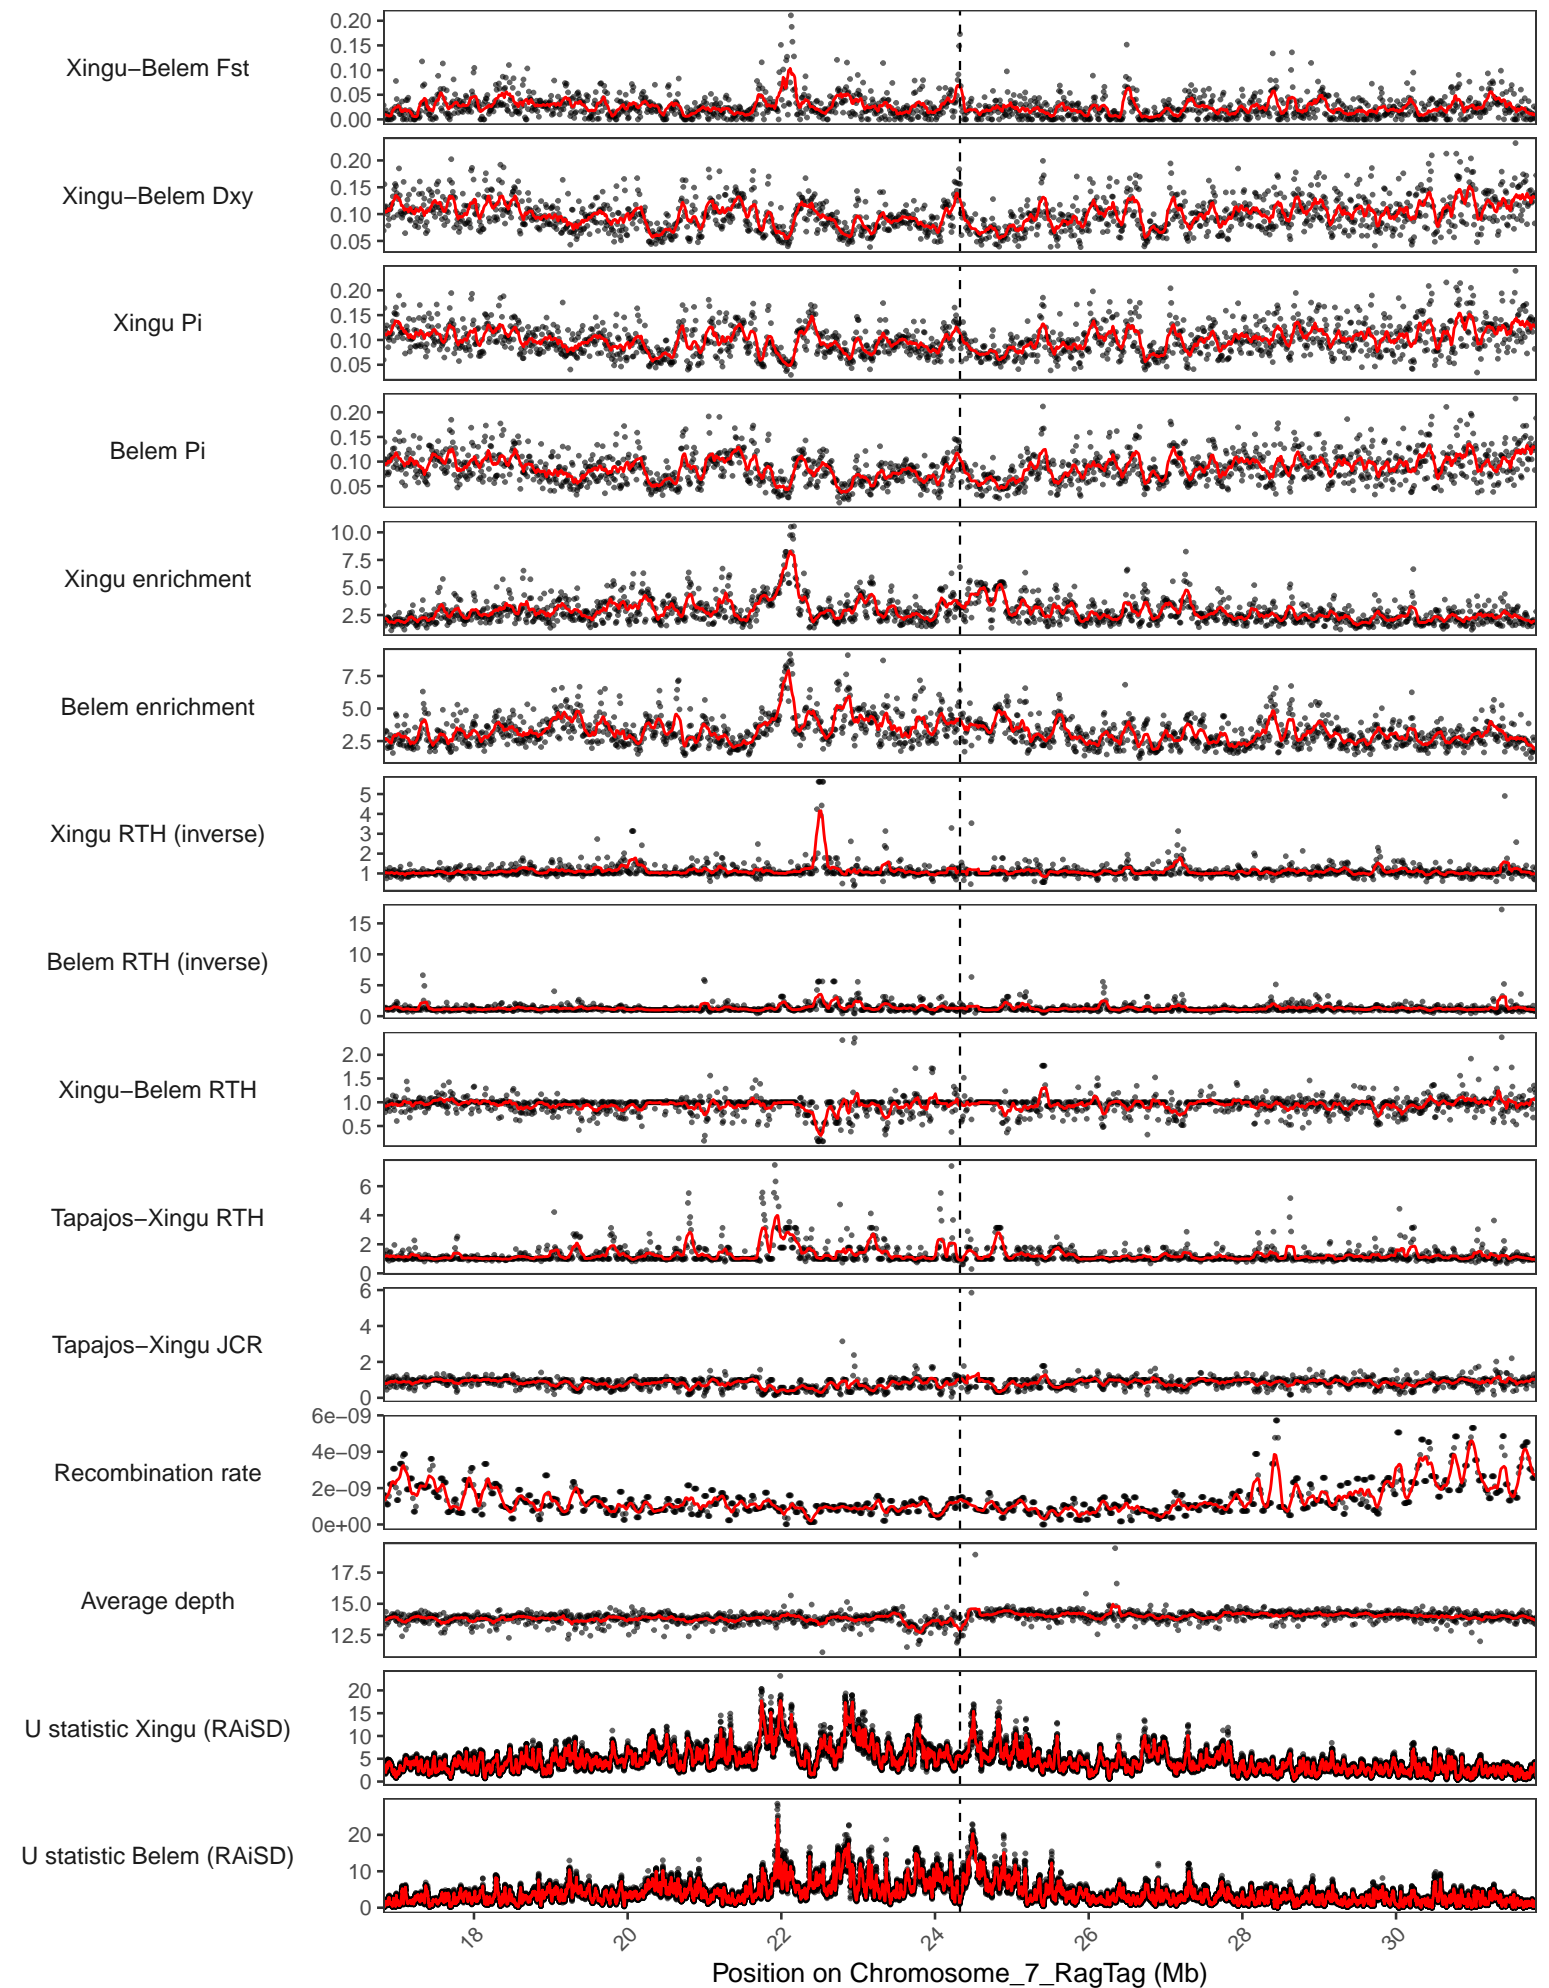 Xingu−Belem Fst
0.20
0.15
0.10
0.05
0.00
Xingu−Belem Dxy
0.20
0.15
0.10
0.05
Xingu Pi
0.20
0.15
0.10
0.05
Belem Pi
0.20
0.15
0.10
0.05
Xingu enrichment
10.0
7.5
5.0
2.5
Belem enrichment
7.5
5.0
2.5
Xingu RTH (inverse)
5
4
3
2
1
Belem RTH (inverse)
15
10
5
0
Xingu−Belem RTH
2.0
1.5
1.0
0.5
Tapajos−Xingu RTH
6
4
2
0
Tapajos−Xingu JCR
6
4
2
0
Recombination rate
6e−09
4e−09
2e−09
0e+00
Average depth
17.5
15.0
12.5
U statistic Xingu (RAiSD)
20
15
10
5
0
U statistic Belem (RAiSD)
20
10
0
18 20 22 24 26 28 30
Position on Chromosome_7_RagTag (Mb)